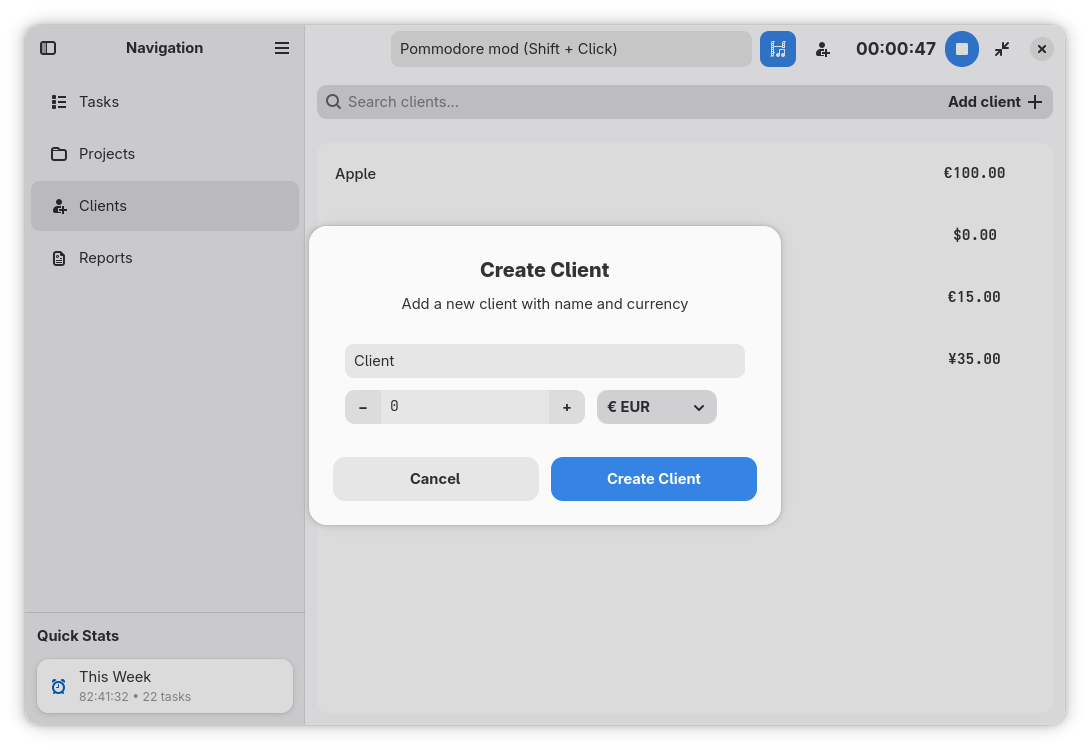 Navigation
Pommodore mod (Shift + Click)
00:00:47
Tasks
Projects
Clients
Reports
Search clients...
Add client
Apple
€100.00
$0.00
€15.00
¥35.00
Create Client
Add a new client with name and currency
Client
0
€ EUR
Cancel
Create Client
Quick Stats
This Week
82:41:32 • 22 tasks